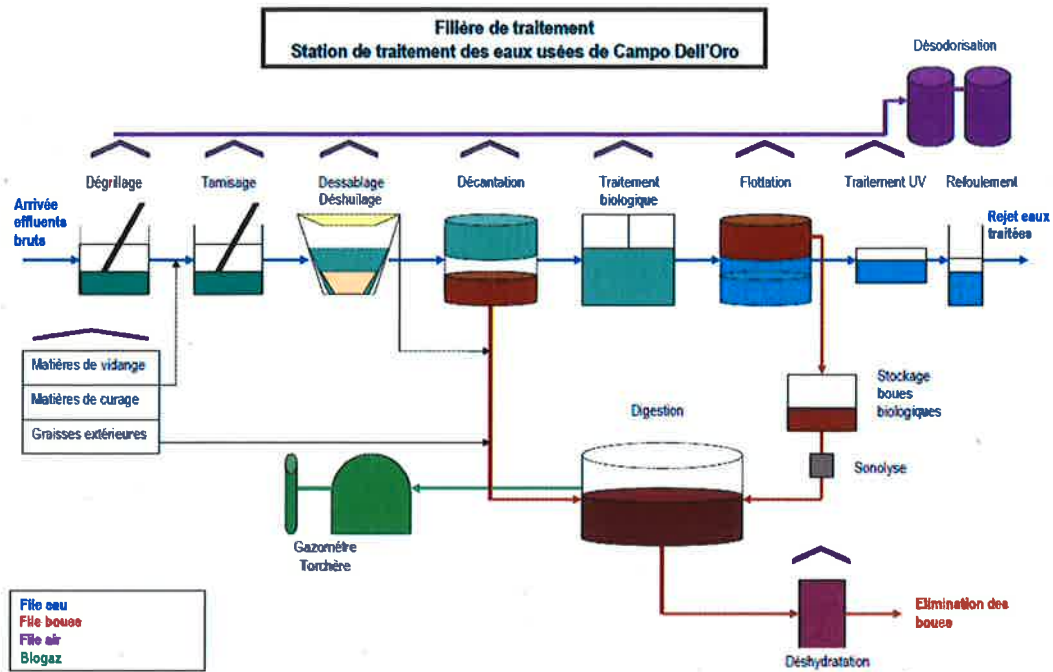 Filière de traitement
Station de traitement des eaux usées de Campo Dell'Oro
Désodorisation
Dégrillage
Tamisage
Dessablage
Déshuilage
Décantation
Traitement
biologique
Flottation
Traitement UV
Refoulement
Arrivée
effluents
bruts
Rejet eaux
traitées
Matières de vidange
Matières de curage
Graisses extérieures
Stockage
boues
biologiques
Digestion
Sonolyse
Gazomètre
Torchère
File eau
File boues
File air
Biogaz
Elimination des
boues
Déshydratation